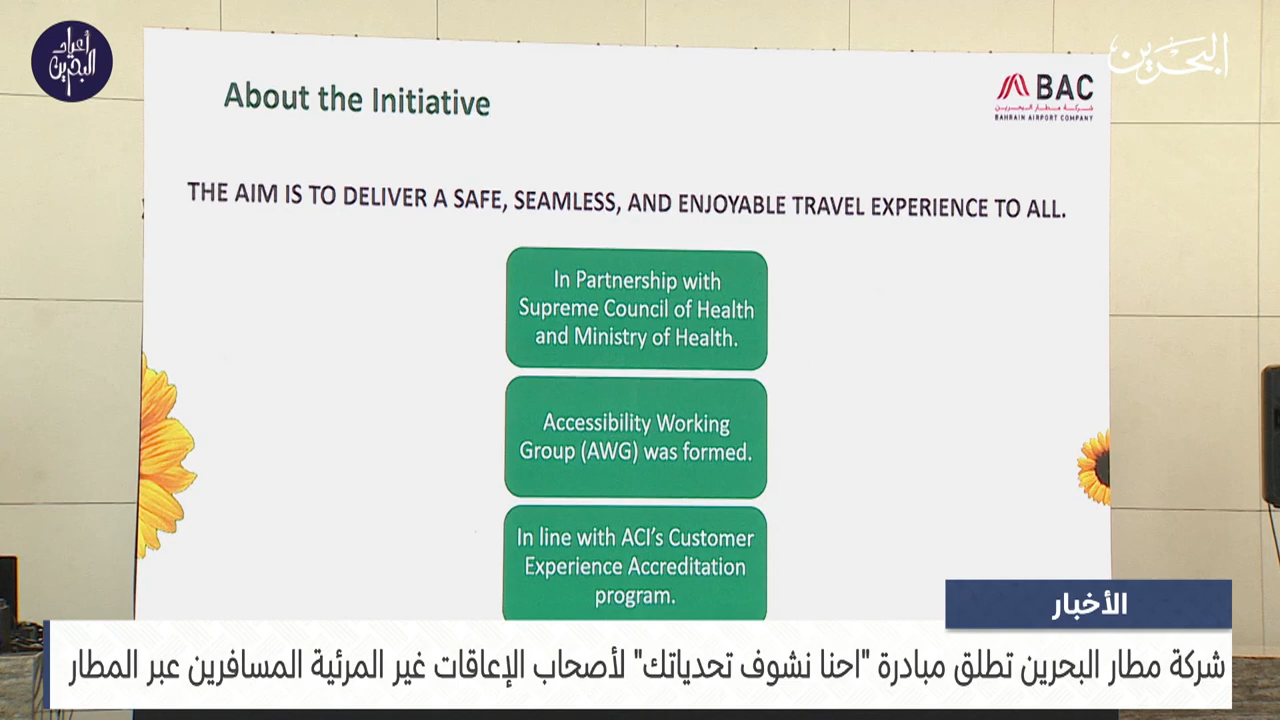 أعياد
البحرين
البحرين
About the Initiative
BAC
شركة مطار البحرين
BAHRAIN AIRPORT COMPANY
THE AIM IS TO DELIVER A SAFE, SEAMLESS, AND ENJOYABLE TRAVEL EXPERIENCE TO ALL.
In Partnership with
Supreme Council of Health
and Ministry of Health.
Accessibility Working
Group (AWG) was formed.
In line with ACI’s Customer
Experience Accreditation
program.
الأخبار
شركة مطار البحرين تطلق مبادرة "احنا نشوف تحدياتك" لأصحاب الإعاقات غير المرئية المسافرين عبر المطار